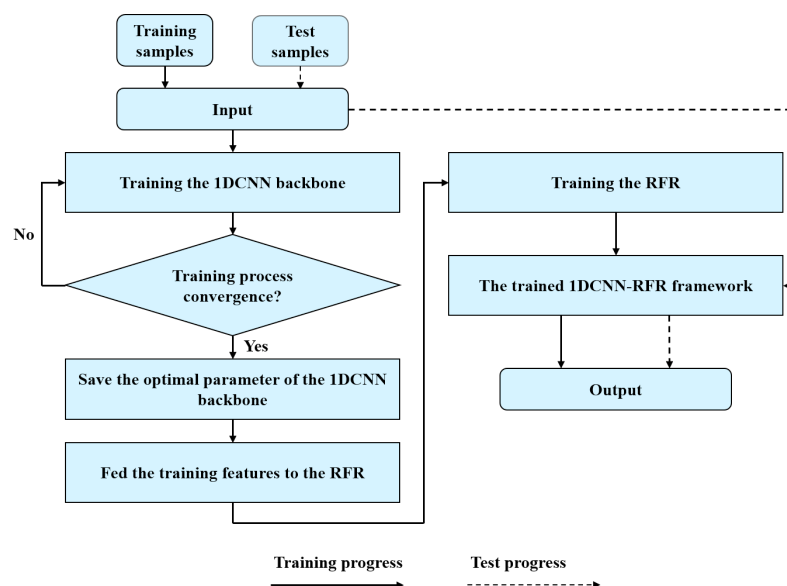 Training
samples
Test
samples
Input
Training the 1DCNN backbone
No
Training process
convergence?
Yes
Save the optimal parameter of the 1DCNN
backbone
Fed the training features to the RFR
Training the RFR
The trained 1DCNN-RFR framework
Output
Training progress
Test progress